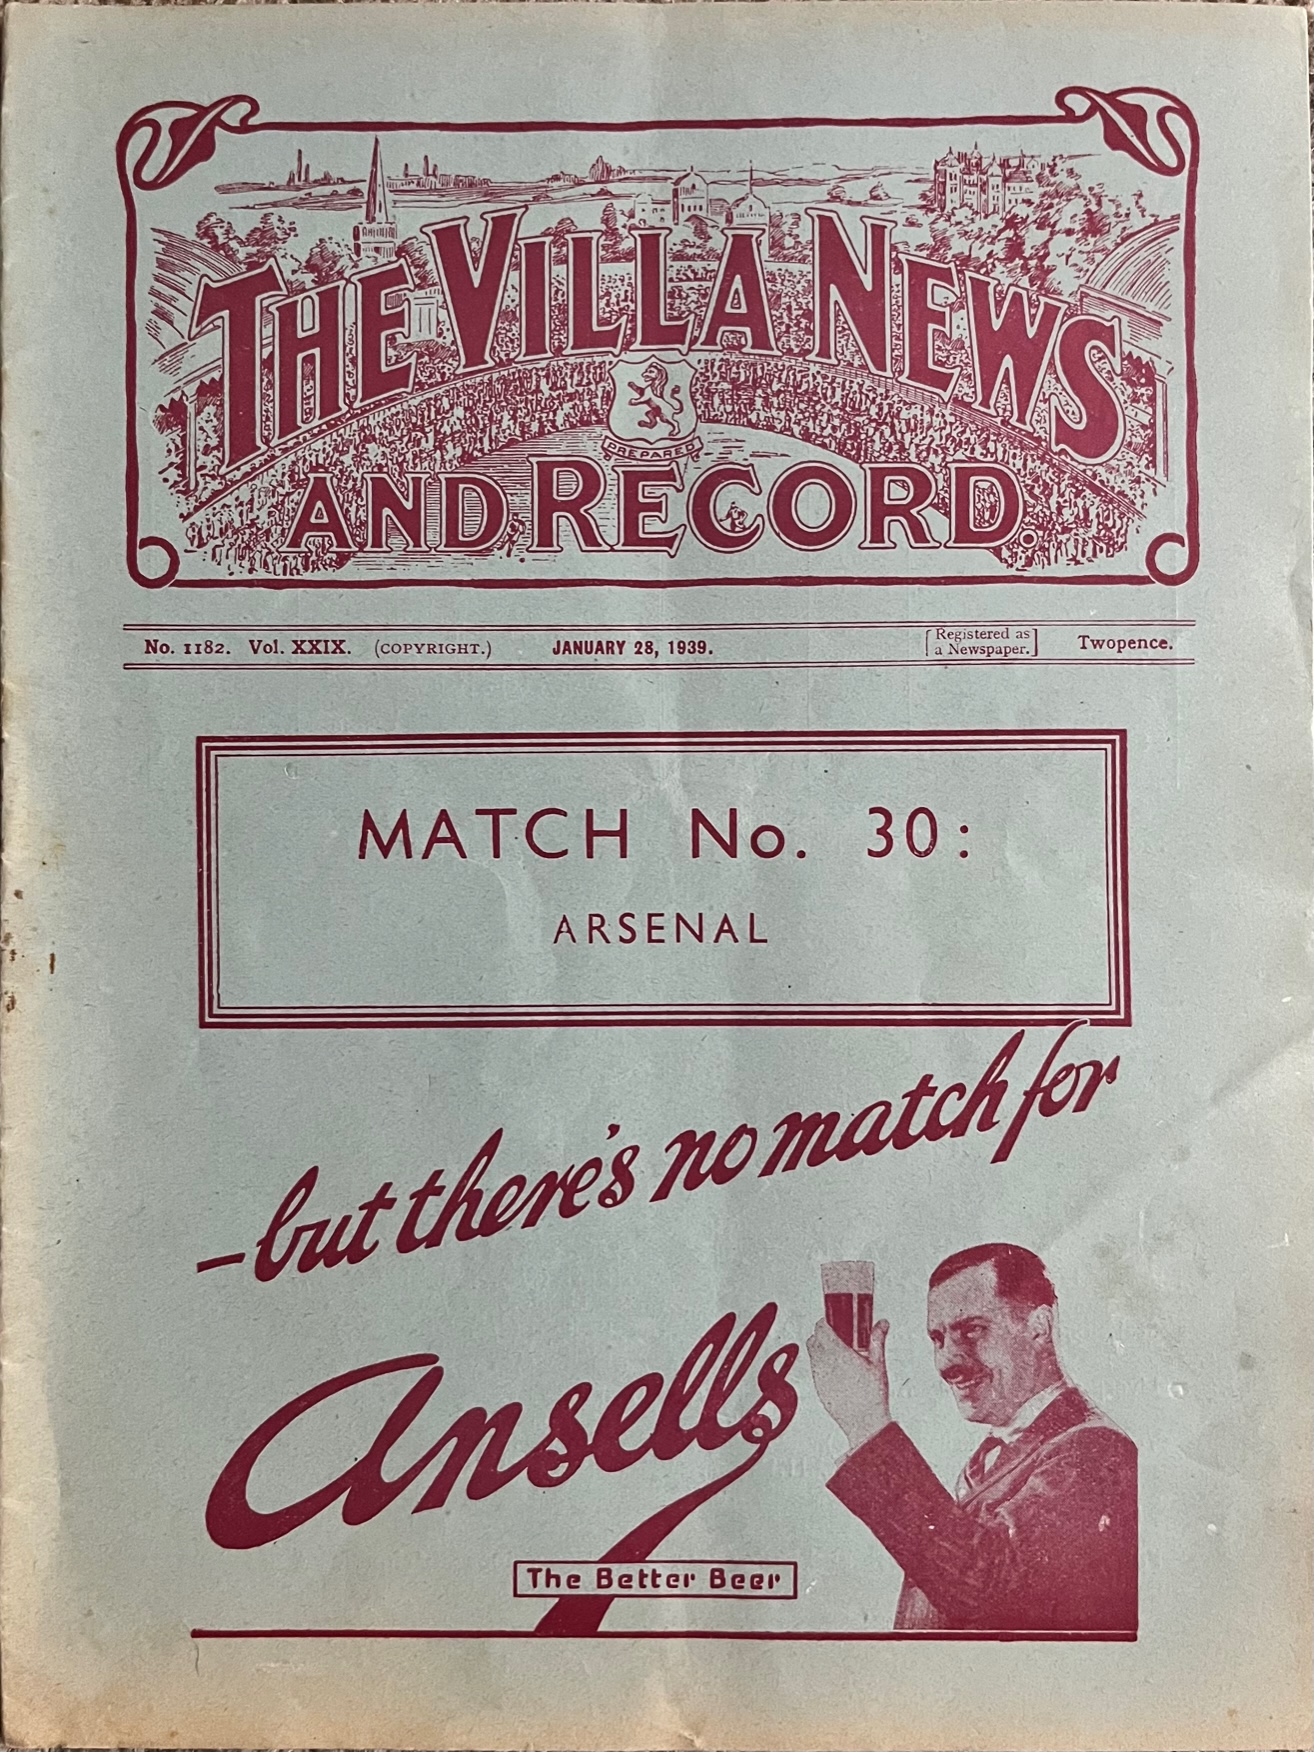 THE VILLA NEWS
PREPARED
AND RECORD.
No. 1182. Vol. XXIX. (COPYRIGHT.) JANUARY 28, 1939. [Registered as a Newspaper.] Twopence.
MATCH No. 30:
ARSENAL
–but there's no match for
Ansells
The Better Beer